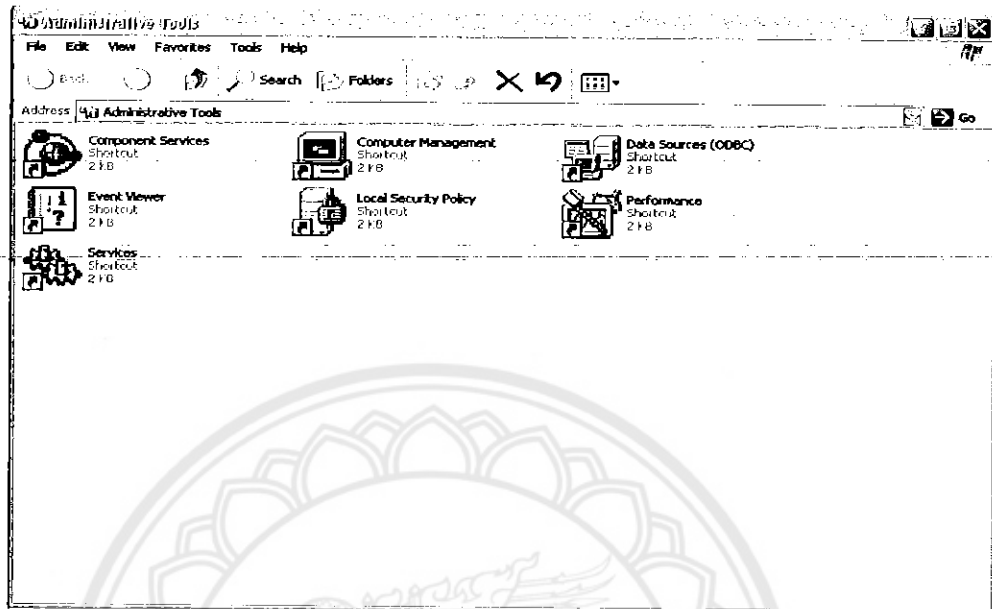 Administrative Tools
File Edit View Favorites Tools Help
Back Search Folders
Address Administrative Tools Go
Component Services
Shortcut
2 KB
Computer Management
Shortcut
2 KB
Data Sources (ODBC)
Shortcut
2 KB
Event Viewer
Shortcut
2 KB
Local Security Policy
Shortcut
2 KB
Performance
Shortcut
2 KB
Services
Shortcut
2 KB